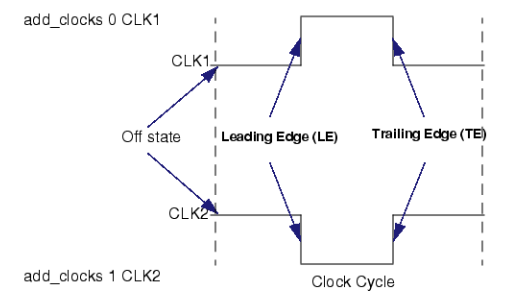 add_clocks 0 CLK1
CLK1
Off state
Leading Edge (LE)
Trailing Edge (TE)
CLK2
add_clocks 1 CLK2
Clock Cycle